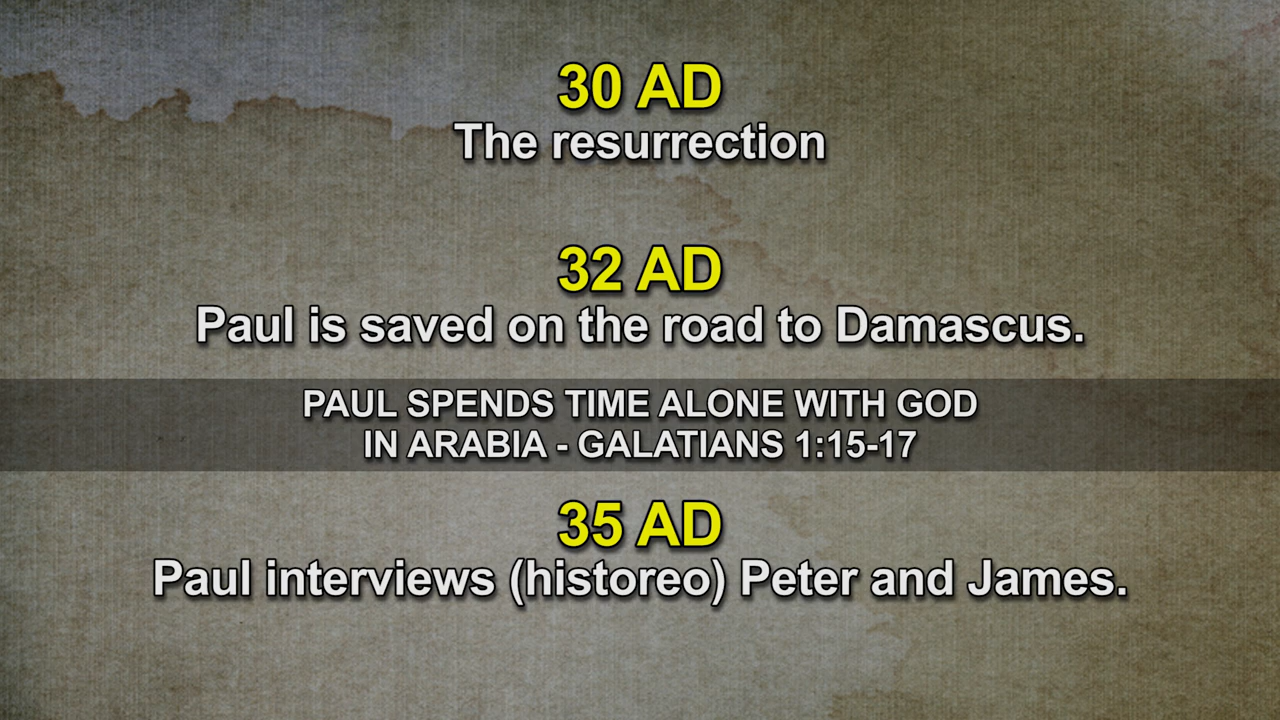 30 AD
The resurrection
32 AD
Paul is saved on the road to Damascus.
PAUL SPENDS TIME ALONE WITH GOD
IN ARABIA - GALATIANS 1:15-17
35 AD
Paul interviews (historeo) Peter and James.